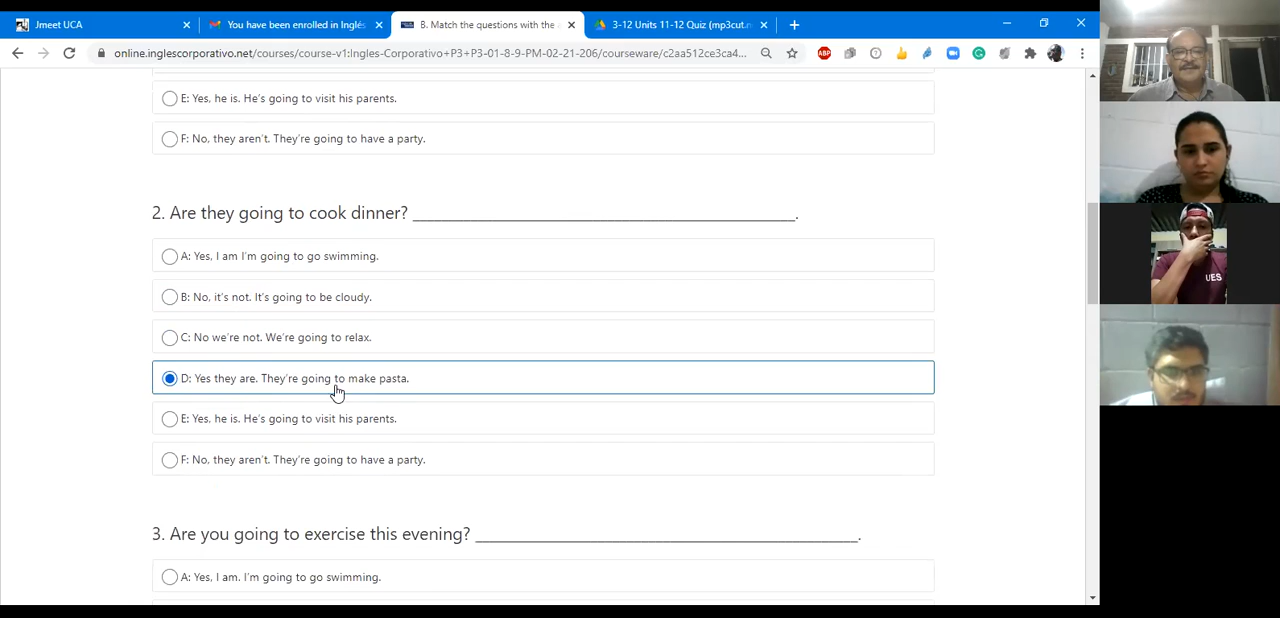 Jmeet UCA
You have been enrolled in Inglés
B. Match the questions with the
3-12 Units 11-12 Quiz (mp3cut.n
online.inglescorporativo.net/courses/course-v1:Ingles-Corporativo+P3+P3-01-8-9-PM-02-21-206/courseware/c2aa512ce3ca4...
ABP
E: Yes, he is. He's going to visit his parents.
F: No, they aren't. They're going to have a party.
2. Are they going to cook dinner? ______________________________.
A: Yes, I am I'm going to go swimming.
B: No, it's not. It's going to be cloudy.
C: No we're not. We're going to relax.
D: Yes they are. They're going to make pasta.
E: Yes, he is. He's going to visit his parents.
F: No, they aren't. They're going to have a party.
3. Are you going to exercise this evening? ______________________________.
A: Yes, I am. I'm going to go swimming.
UES